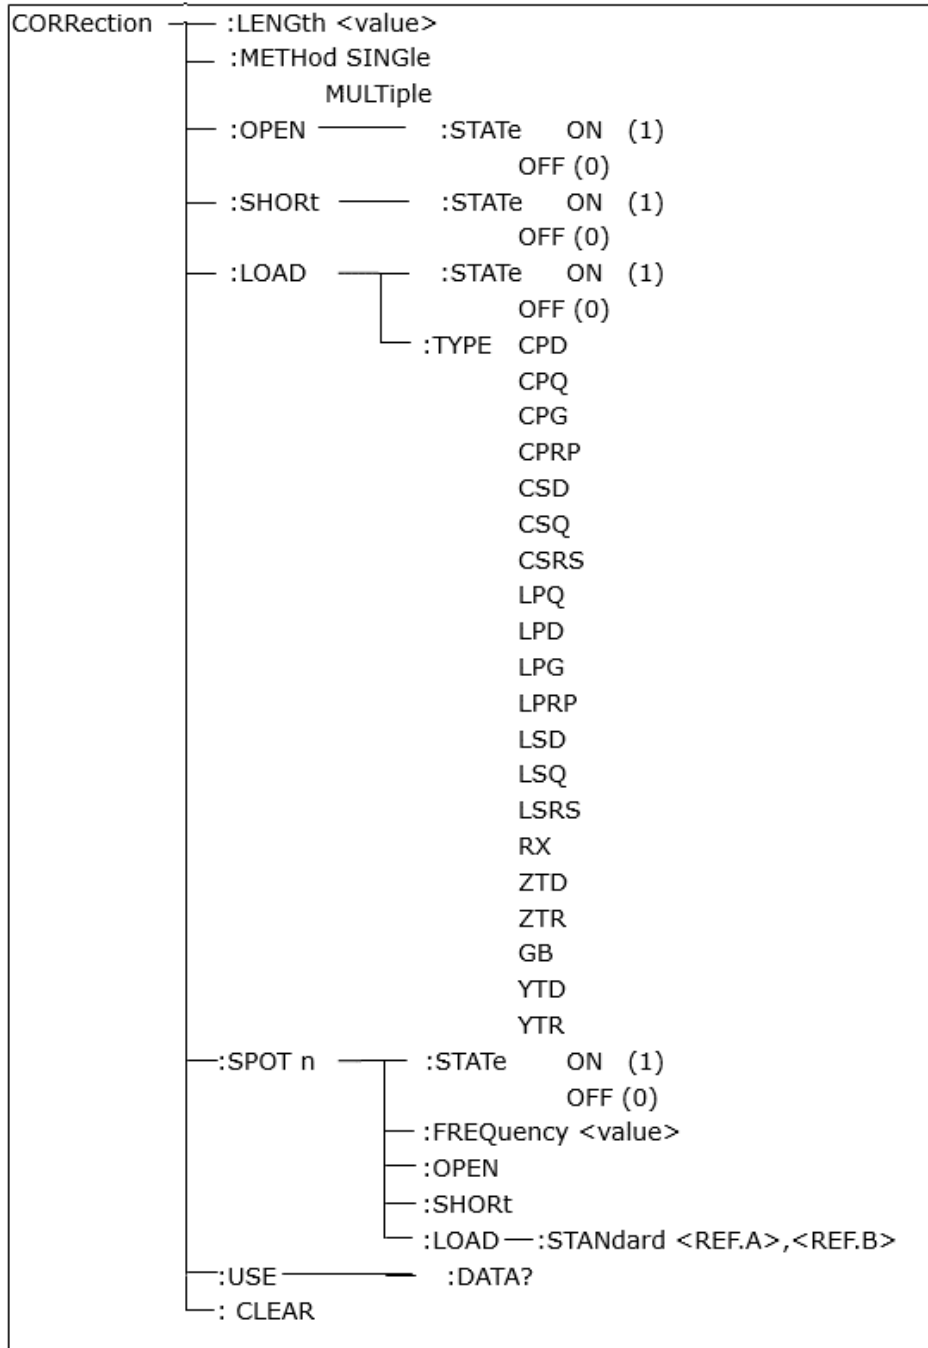 CORRection :LENGth <value>
:METHod SINGle
MULTiple
:OPEN :STATe ON (1)
OFF (0)
:SHORt :STATe ON (1)
OFF (0)
:LOAD :STATe ON (1)
OFF (0)
:TYPE CPD
CPQ
CPG
CPRP
CSD
CSQ
CSRS
LPQ
LPD
LPG
LPRP
LSD
LSQ
LSRS
RX
ZTD
ZTR
GB
YTD
YTR
:SPOT n :STATe ON (1)
OFF (0)
:FREQuency <value>
:OPEN
:SHORt
:LOAD :STANdard <REF.A>,<REF.B>
:USE :DATA?
: CLEAR